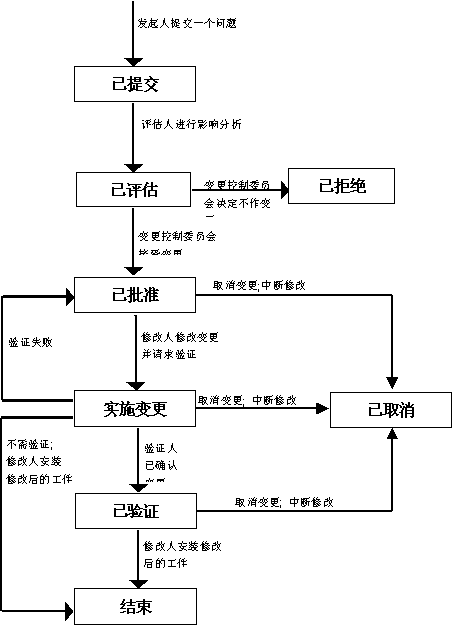 发起人提交一个问题
已提交
评估人进行影响分析
已评估
变更控制委员
会决定不作变
已拒绝
变更控制委员会
接受变更
已批准
取消变更;中断修改
验证失败
修改人修改变更
并请求验证
实施变更
取消变更; 中断修改
已取消
不需验证;
修改人安装
修改后的工作
验证人
已确认
已验证
取消变更; 中断修改
修改人安装修改
后的工作
结束